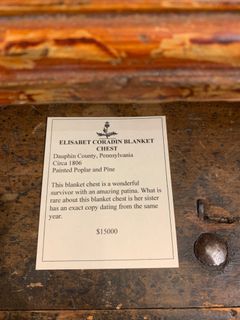 ELISABET CORADIN BLANKET
CHEST
Dauphin County, Pennsylvania
Circa 1806
Painted Poplar and Pine
This blanket chest is a wonderful
survivor with an amazing patina. What is
rare about this blanket chest is her sister
has an exact copy dating from the same
year.
$15000